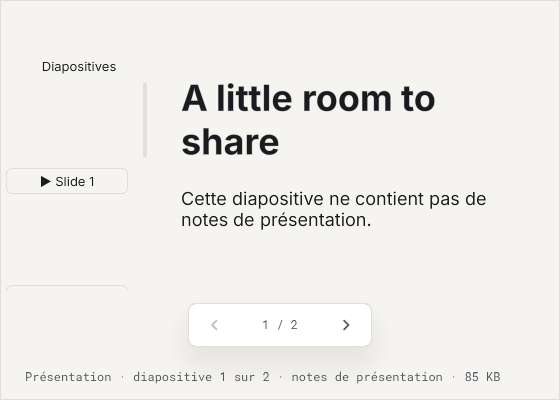 Diapositives
A little room to
share
▶ Slide 1
Cette diapositive ne contient pas de
notes de présentation.
1 / 2
Présentation · diapositive 1 sur 2 · notes de présentation · 85 KB